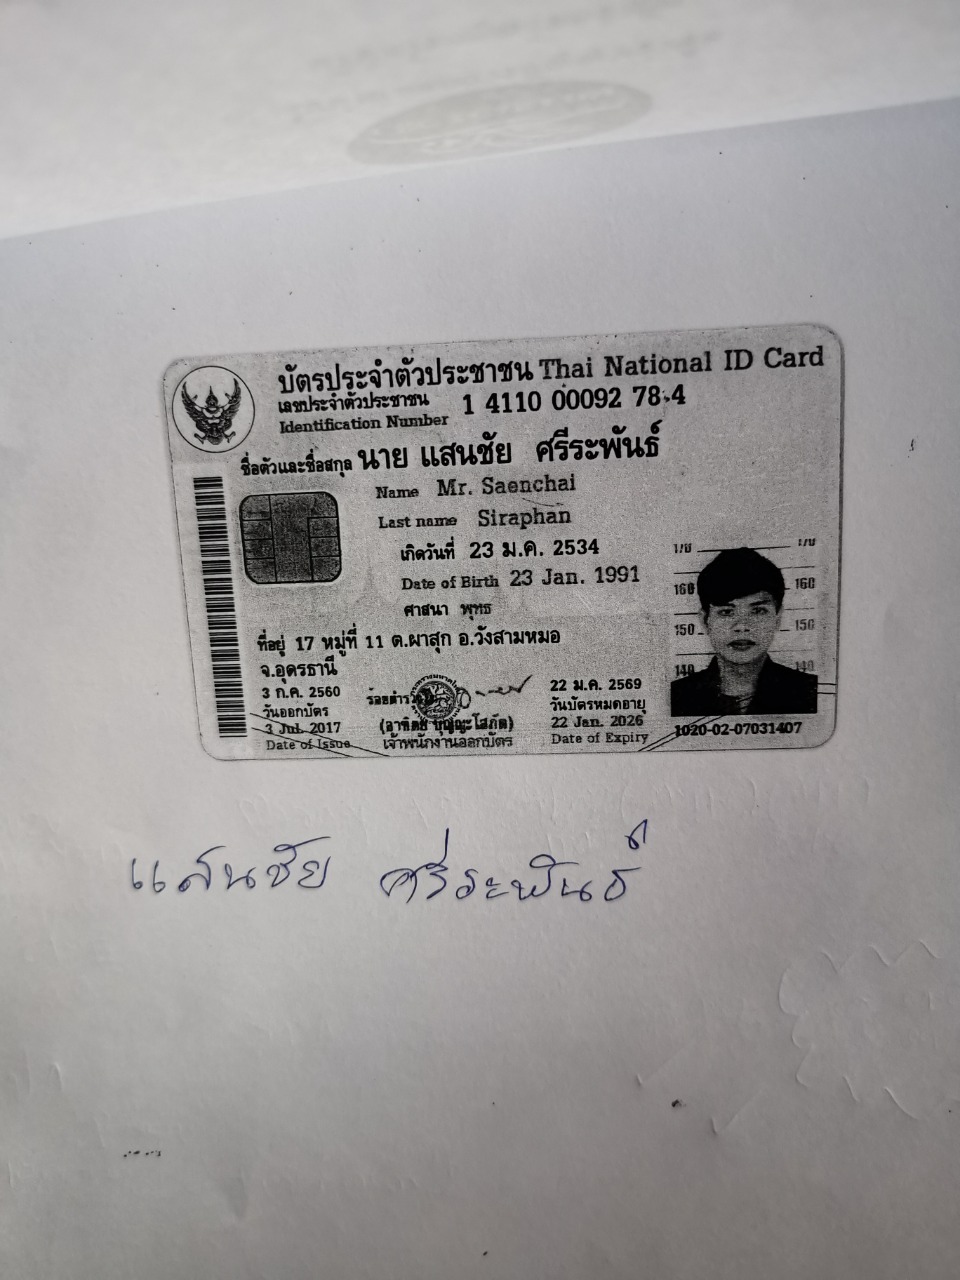 บัตรประจำตัวประชาชน Thai National ID Card
เลขประจำตัวประชาชน
Identification Number
1 4110 00092 78 4
ชื่อตัวและชื่อสกุล นาย แสนชัย ศรีระพันธ์
Name Mr. Saenchai
Last name Siraphan
เกิดวันที่ 23 ม.ค. 2534
Date of Birth 23 Jan. 1991
ศาสนา พุทธ
ที่อยู่ 17 หมู่ที่ 11 ต.ผาสุก อ.วังสามหมอ
จ.อุดรธานี
3 ก.ค. 2560
วันออกบัตร
3 Jul. 2017
Date of Issue
เจ้าพนักงานออกบัตร
22 ม.ค. 2569
วันบัตรหมดอายุ
22 Jan. 2026
Date of Expiry
160 160
150 150
140 140
1020-02-07031407
แสนชัย ศรีระพันธ์